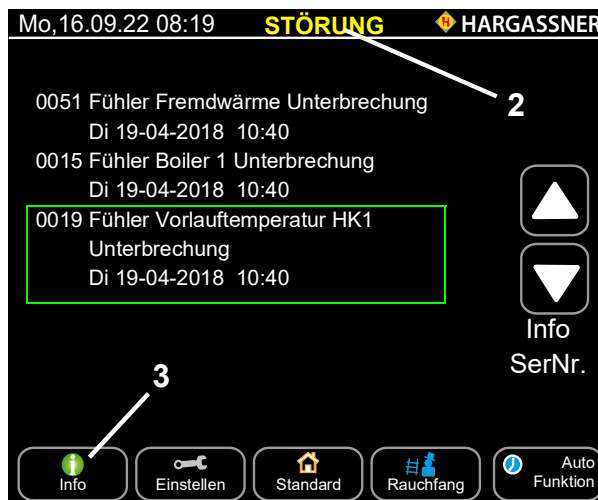 Mo,16.09.22 08:19 STÖRUNG HARGASSNER
2
0051 Fühler Fremdwärme Unterbrechung
Di 19-04-2018 10:40
0015 Fühler Boiler 1 Unterbrechung
Di 19-04-2018 10:40
0019 Fühler Vorlauftemperatur HK1
Unterbrechung
Di 19-04-2018 10:40
Info
SerNr.
3
Info
Einstellen
Standard
Rauchfang
Auto
Funktion